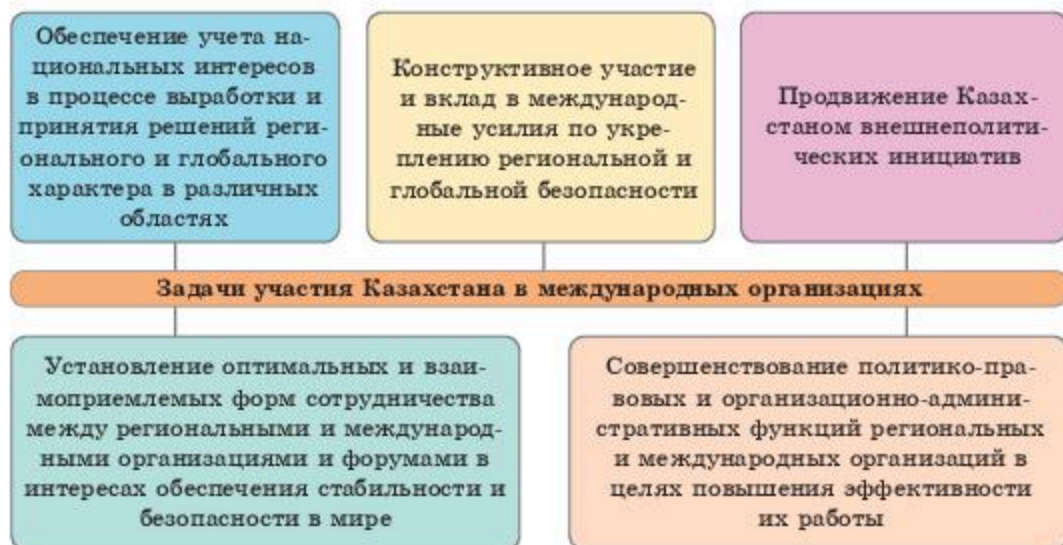 Обеспечение учета на-
циональных интересов
в процессе выработки и
принятия решений реги-
онального и глобального
характера в различных
областях
Конструктивное участие
и вклад в международ-
ные усилия по укре-
плению региональной и
глобальной безопасности
Продвижение Казах-
станом внешнеполити-
ческих инициатив
Задачи участия Казахстана в международных организациях
Установление оптимальных и взаи-
моприемлемых форм сотрудничества
между региональными и международ-
ными организациями и форумами в
интересах обеспечения стабильности и
безопасности в мире
Совершенствование политико-пра-
вовых и организационно-админи-
стративных функций региональных
и международных организаций в
целях повышения эффективности
их работы